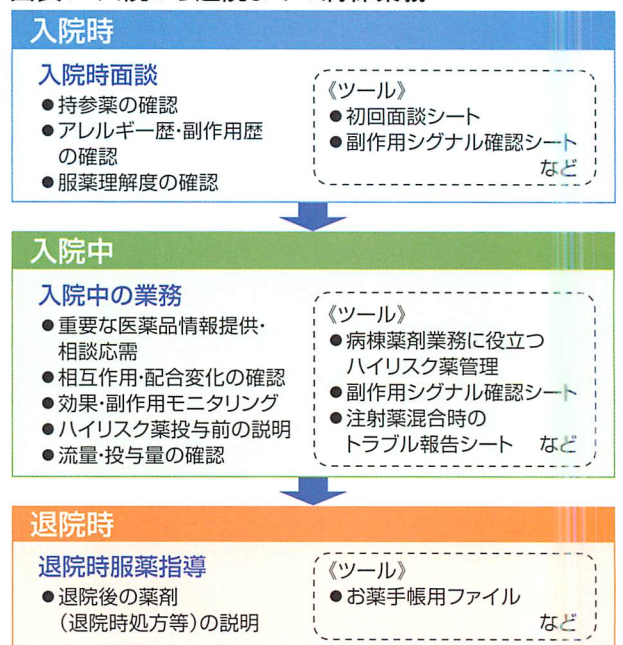 入院時
入院時面談
●持参薬の確認
●アレルギー歴・副作用歴
の確認
●服薬理解度の確認
《ツール》
●初回面談シート
●副作用シグナル確認シート
など
入院中
入院中の業務
●重要な医薬品情報提供・
相談応需
●相互作用・配合変化の確認
●効果・副作用モニタリング
●ハイリスク薬投与前の説明
●流量・投与量の確認
《ツール》
●病棟薬剤業務に役立つ
ハイリスク薬管理
●副作用シグナル確認シート
●注射薬混合時の
トラブル報告シート など
退院時
退院時服薬指導
●退院後の薬剤
(退院時処方等)の説明
《ツール》
●お薬手帳用ファイル
など